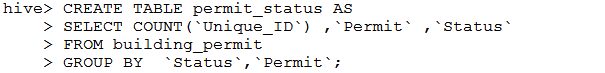 hive> CREATE TABLE permit_status AS
    > SELECT COUNT(`Unique_ID`) ,`Permit` ,`Status`
    > FROM building_permit
    > GROUP BY  `Status`,`Permit`;